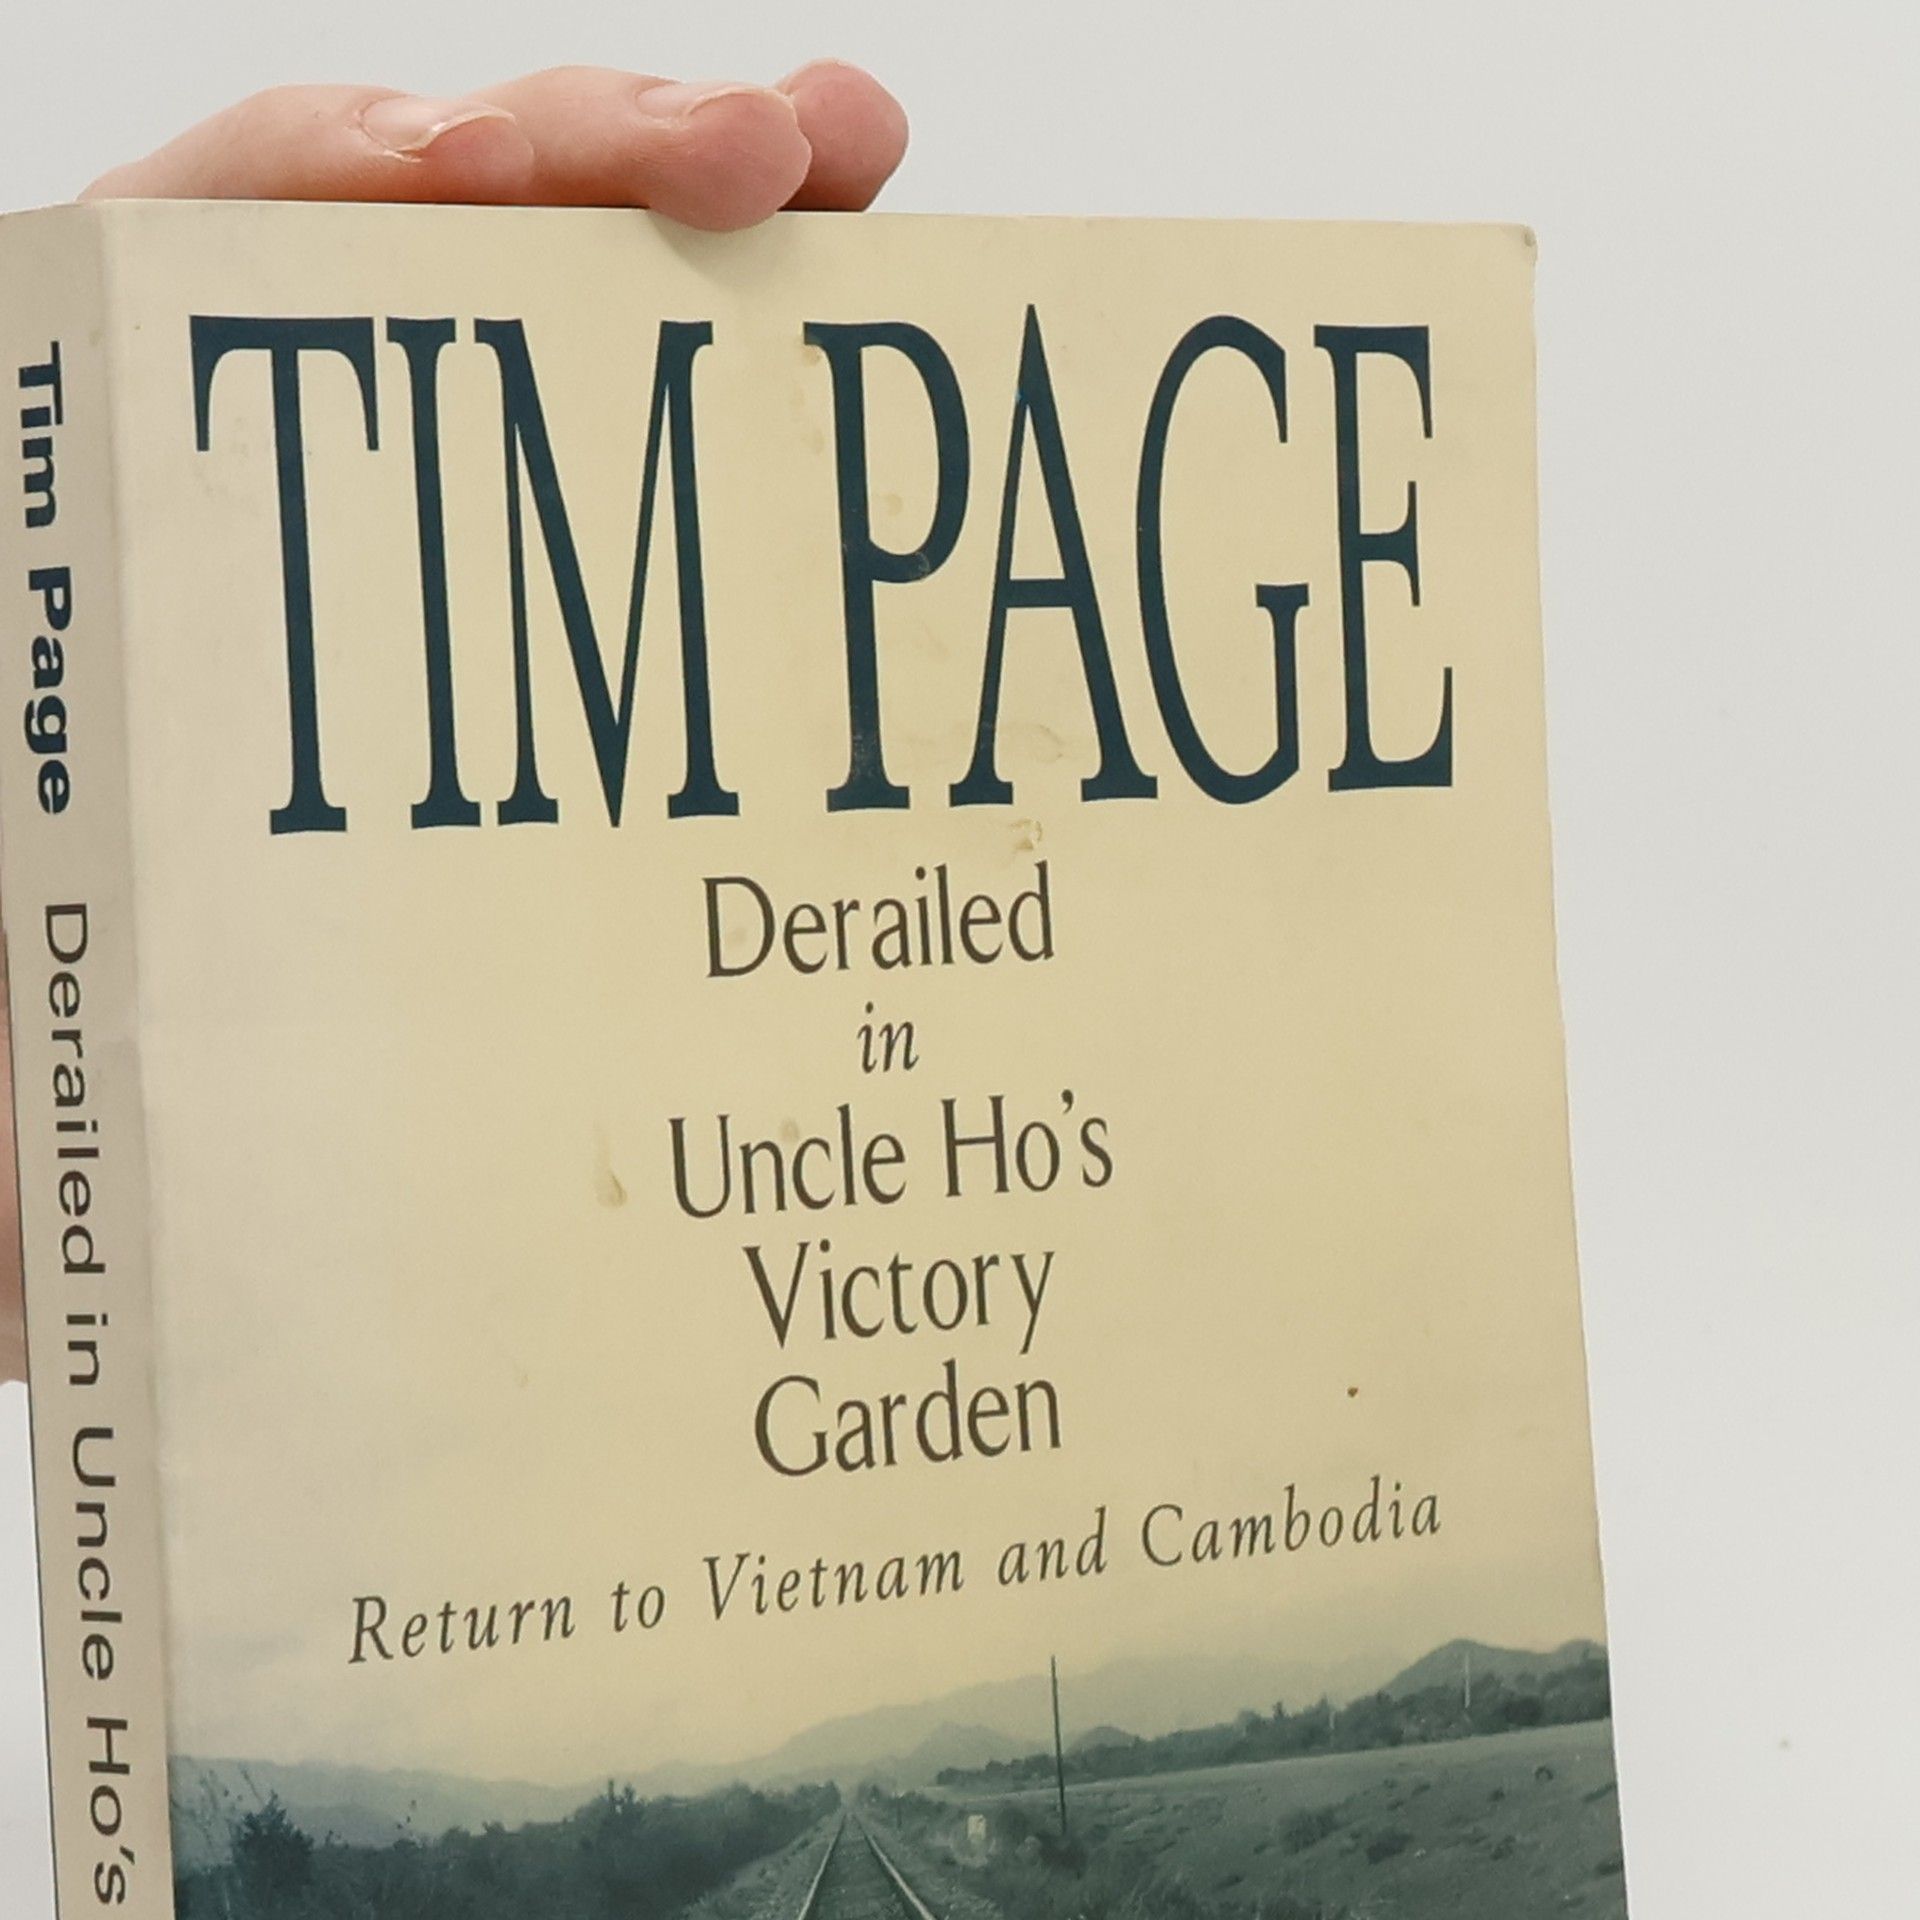 TIM PAGE
Derailed
in
Uncle Ho's
Victory
Garden
Return to Vietnam and Cambodia
Tim Page Derailed in Uncle Ho's